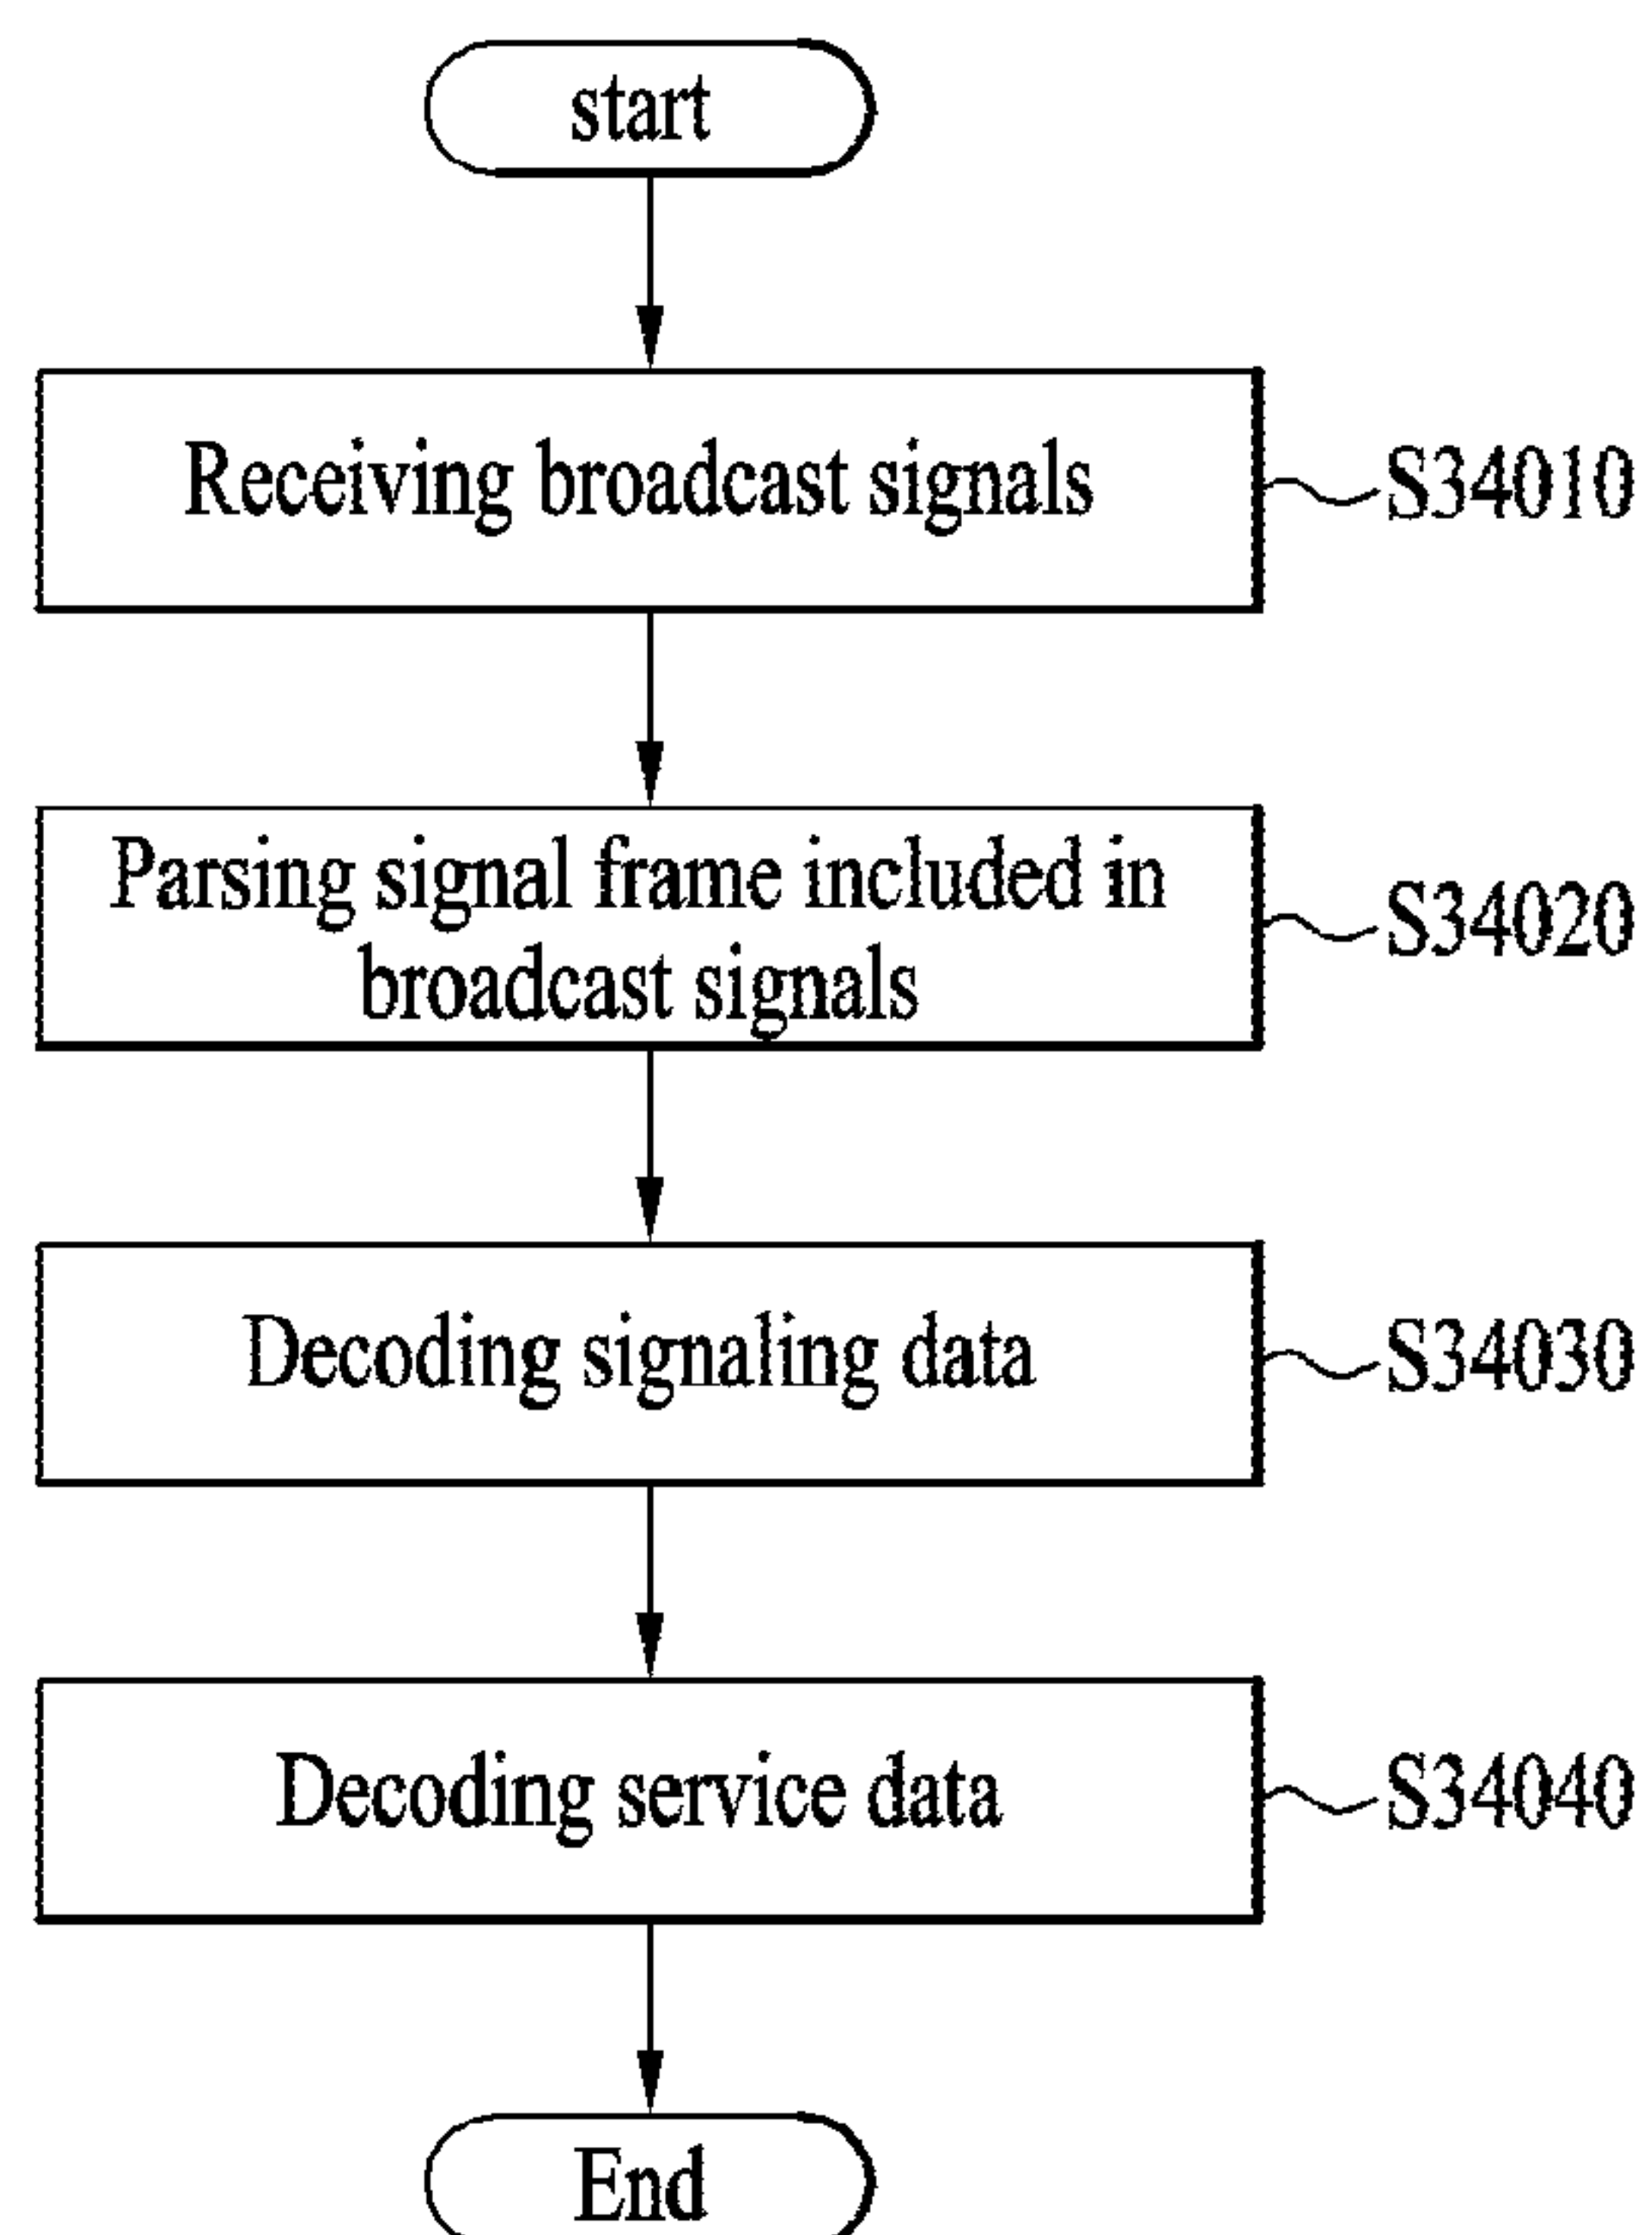 start
Receiving broadcast signals
S34010
Parsing signal frame included in
broadcast signals
S34020
Decoding signaling data
S34030
Decoding service data
S34040
End